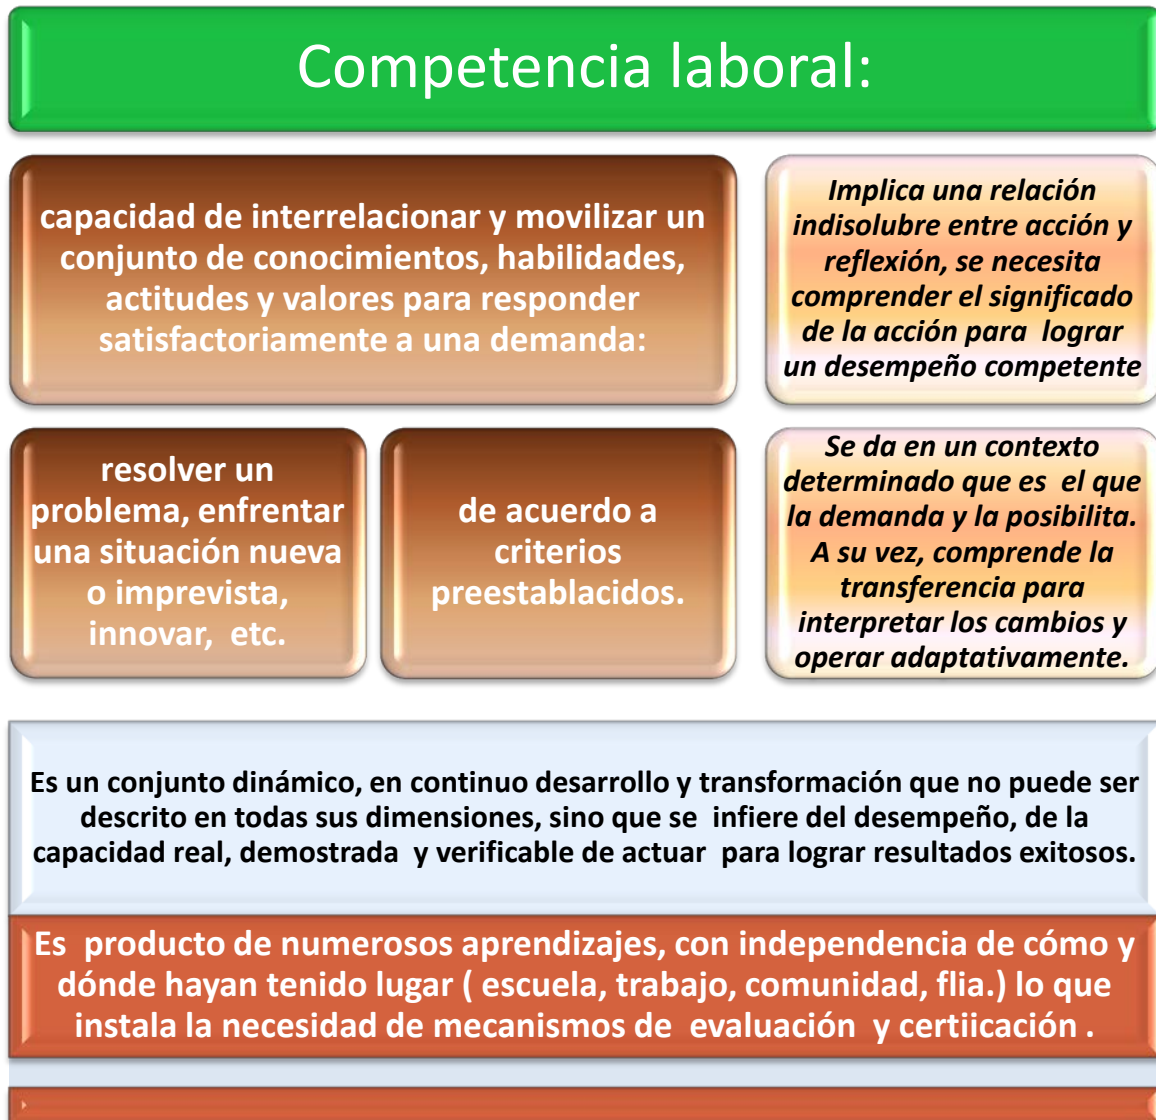 Competencia laboral:
capacidad de interrelacionar y movilizar un
conjunto de conocimientos, habilidades,
actitudes y valores para responder
satisfactoriamente a una demanda:
Implica una relación
indisolubre entre acción y
reflexión, se necesita
comprender el significado
de la acción para lograr
un desempeño competente
resolver un
problema, enfrentar
una situación nueva
o imprevista,
innovar, etc.
de acuerdo a
criterios
preestablacidos.
Se da en un contexto
determinado que es el que
la demanda y la posibilita.
A su vez, comprende la
transferencia para
interpretar los cambios y
operar adaptativamente.
Es un conjunto dinámico, en continuo desarrollo y transformación que no puede ser
descrito en todas sus dimensiones, sino que se infiere del desempeño, de la
capacidad real, demostrada y verificable de actuar para lograr resultados exitosos.
Es producto de numerosos aprendizajes, con independencia de cómo y
dónde hayan tenido lugar ( escuela, trabajo, comunidad, flia.) lo que
instala la necesidad de mecanismos de evaluación y certiicación .